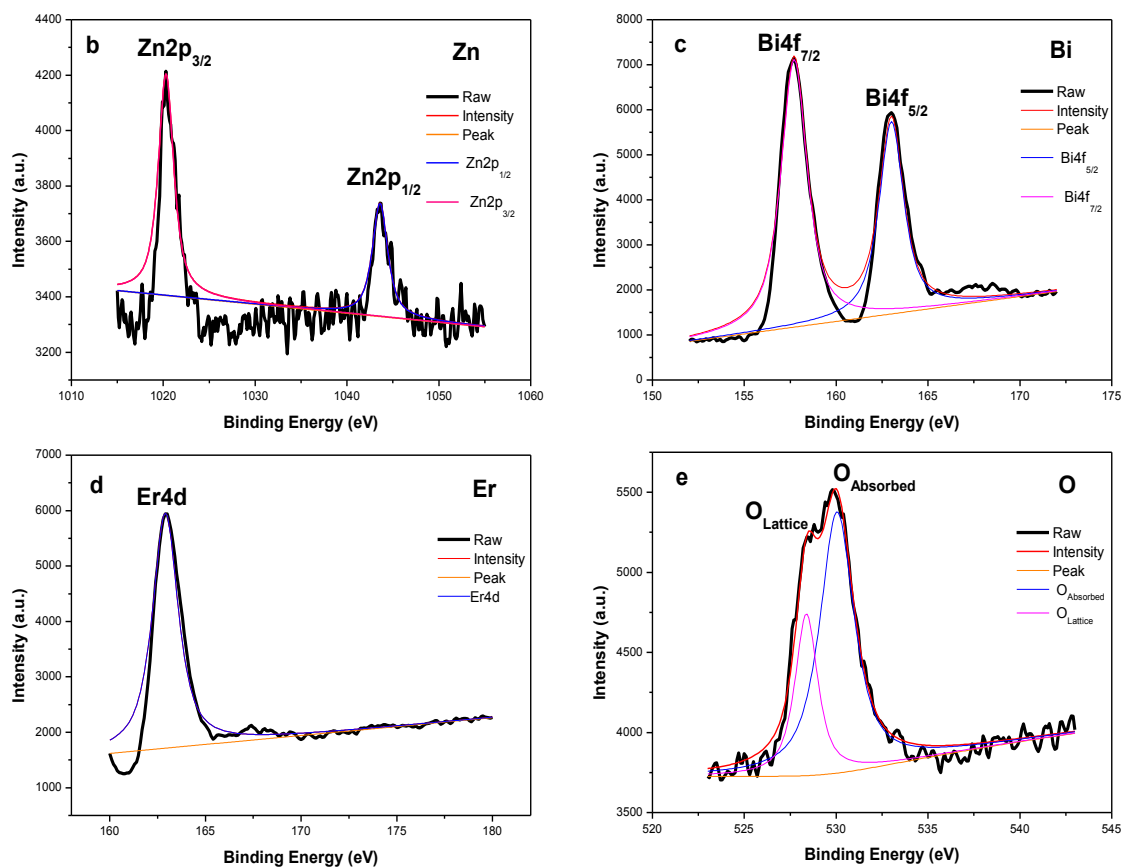 b
Zn2p3/2
Zn
Zn2p1/2
Raw
Intensity
Peak
Zn2p1/2
Zn2p3/2
4400
4200
4000
3800
3600
3400
3200
Intensity (a.u.)
1010 1020 1030 1040 1050 1060
Binding Energy (eV)
c
Bi4f7/2
Bi
Bi4f5/2
Raw
Intensity
Peak
Bi4f5/2
Bi4f7/2
8000
7000
6000
5000
4000
3000
2000
1000
0
Intensity (a.u.)
150 155 160 165 170 175
Binding Energy (eV)
d
Er4d
Er
Raw
Intensity
Peak
Er4d
7000
6000
5000
4000
3000
2000
1000
Intensity (a.u.)
160 165 170 175 180
Binding Energy (eV)
e
OLattice
OAbsorbed
O
Raw
Intensity
Peak
OAbsorbed
OLattice
5500
5000
4500
4000
3500
Intensity (a.u.)
520 525 530 535 540 545
Binding Energy (eV)